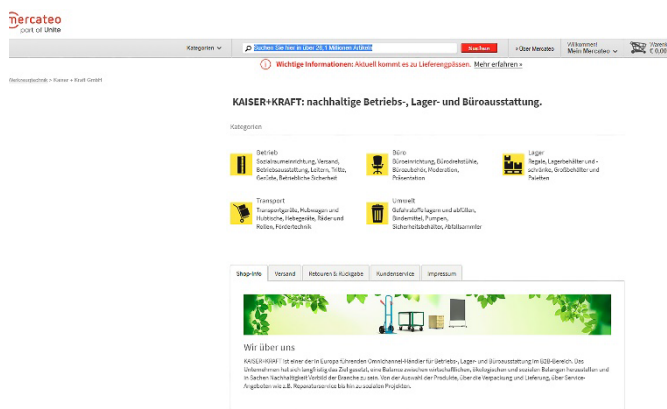 mercateo
part of Unite
Kategorien
Suchen Sie hier in über 26,1 Millionen Artikeln
Suchen
» Über Mercateo
Willkommen!
Mein Mercateo
Warenk
€ 0,00
Wichtige Informationen: Aktuell kommt es zu Lieferengpässen. Mehr erfahren »
> Kaiser + Kraft GmbH
KAISER+KRAFT: nachhaltige Betriebs-, Lager- und Büroausstattung.
Kategorien
Betrieb
Sozialraumeinrichtung, Versand,
Betriebsausstattung, Leitern, Tritte,
Gerüste, Betriebliche Sicherheit
Büro
Büroeinrichtung, Bürodrehstühle,
Bürozubehör, Moderation,
Präsentation
Lager
Regale, Lagerbehälter und -
schränke, Großbehälter und
Paletten
Transport
Transportgeräte, Hubwagen und
Hubtische, Hebegeräte, Räder und
Rollen, Fördertechnik
Umwelt
Gefahrstoffe lagern und abfüllen,
Bindemittel, Pumpen,
Sicherheitsbehälter, Abfallsammler
Shop-Info
Versand
Retouren & Rückgabe
Kundenservice
Impressum
Wir über uns
KAISER+KRAFT ist einer der in Europa führenden Omnichannel-Händler für Betriebs-, Lager- und Büroausstattung im B2B-Bereich. Das
Unternehmen hat sich langfristig das Ziel gesetzt, eine Balance zwischen wirtschaftlichen, ökologischen und sozialen Belangen herzustellen und
in Sachen Nachhaltigkeit Vorbild der Branche zu sein. Von der Auswahl der Produkte, über die Verpackung und Lieferung, über Service-
Angeboten wie z.B. Reparaturservice bis hin zu sozialen Projekten.